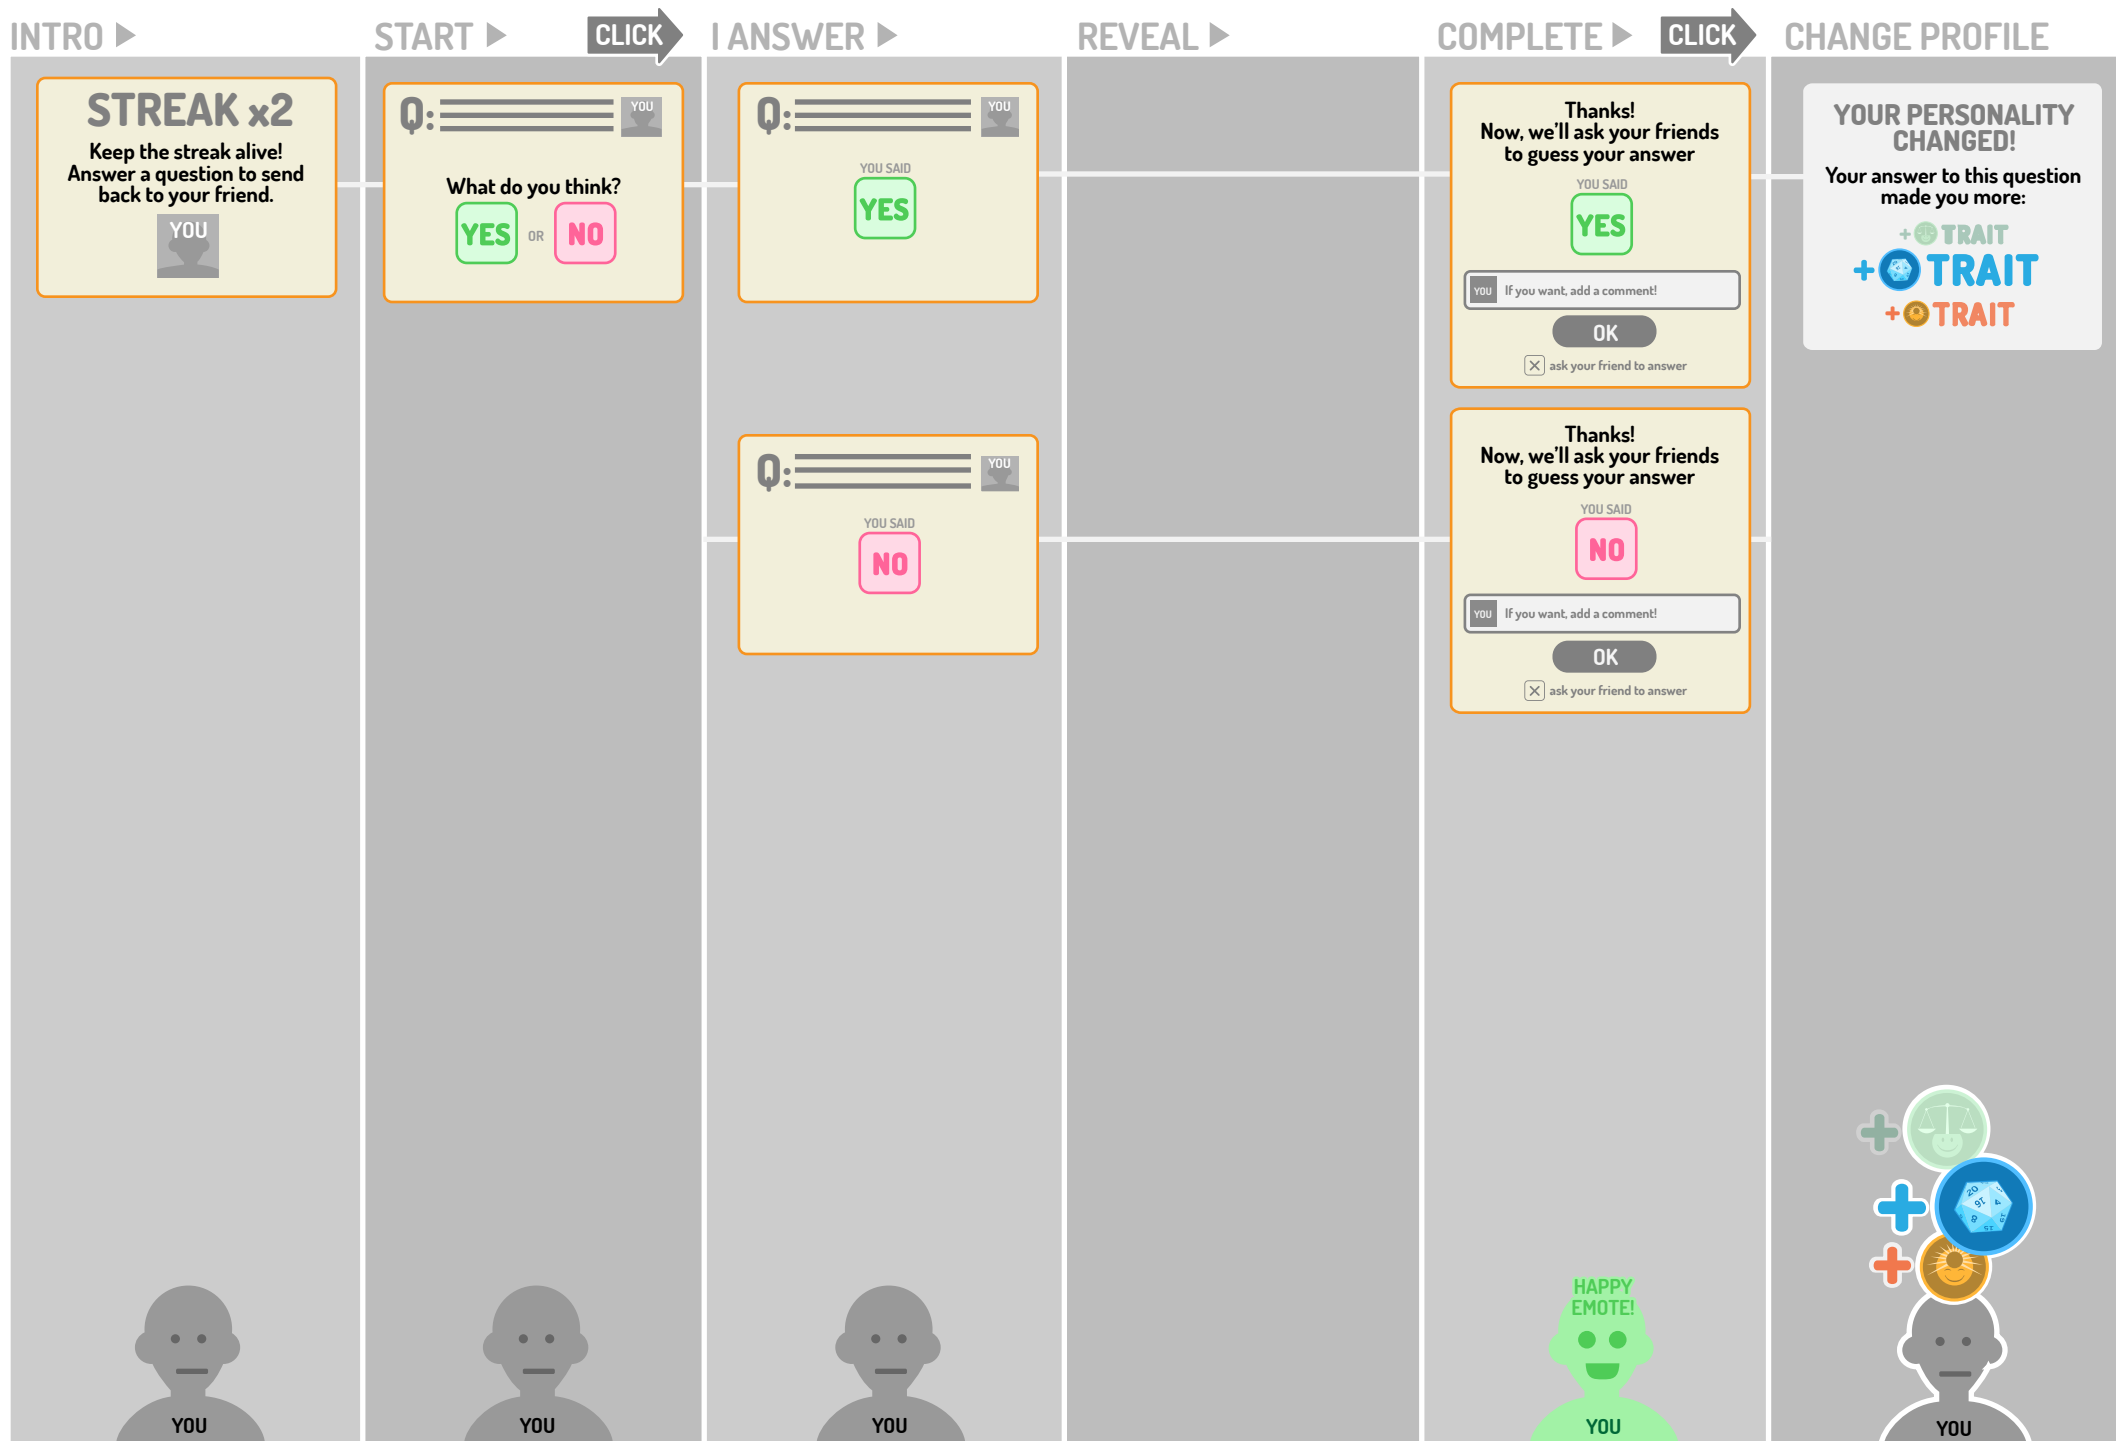 INTRO
START
CLICK
I ANSWER
REVEAL
COMPLETE
CLICK
CHANGE PROFILE
STREAK x2
Keep the streak alive!
Answer a question to send
back to your friend.
YOU
Q:
YOU
What do you think?
YES OR NO
Q:
YOU
YOU SAID
YES
Q:
YOU
YOU SAID
NO
Thanks!
Now, we'll ask your friends
to guess your answer
YOU SAID
YES
YOU If you want, add a comment!
OK
ask your friend to answer
Thanks!
Now, we'll ask your friends
to guess your answer
YOU SAID
NO
YOU If you want, add a comment!
OK
ask your friend to answer
YOUR PERSONALITY
CHANGED!
Your answer to this question
made you more:
+ TRAIT
+ TRAIT
+ TRAIT
20
16
4
8
15
HAPPY
EMOTE!
YOU
YOU
YOU
YOU
YOU